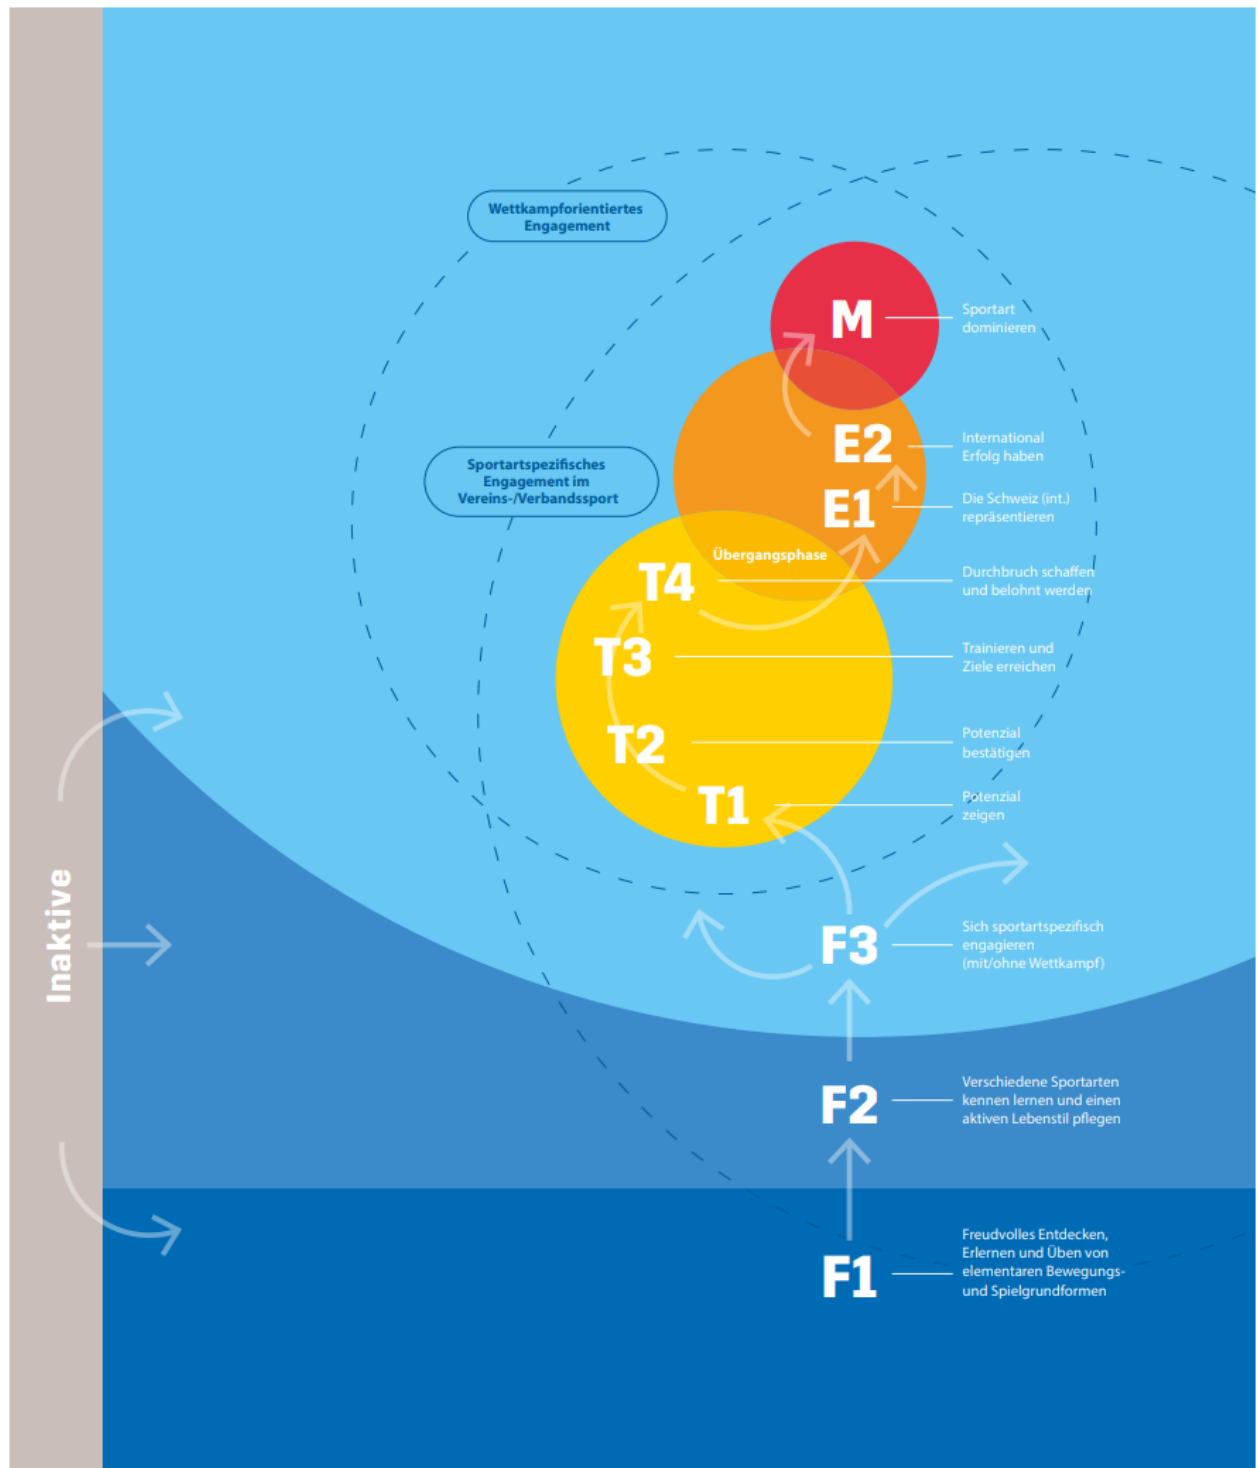 Wettkampforientiertes
Engagement
M
Sportart
dominieren
E2
International
Erfolg haben
Sportartspezifisches
Engagement im
Vereins-/Verbandssport
E1
Die Schweiz (int.)
repräsentieren
Übergangsphase
T4
Durchbruch schaffen
und belohnt werden
T3
Trainieren und
Ziele erreichen
T2
Potenzial
bestätigen
T1
Potenzial
zeigen
Inaktive
F3
Sich sportartspezifisch
engagieren
(mit/ohne Wettkampf)
F2
Verschiedene Sportarten
kennen lernen und einen
aktiven Lebenstil pflegen
F1
Freudvolles Entdecken,
Erlernen und Üben von
elementaren Bewegungs-
und Spielgrundformen